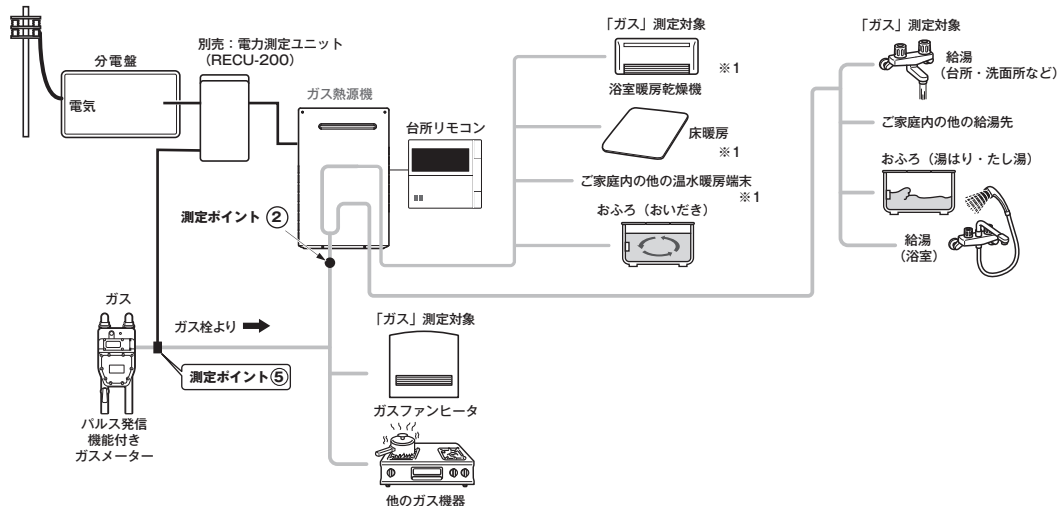 分電盤
電気
別売：電力測定ユニット
（RECU-200）
ガス熱源機
台所リモコン
測定ポイント②
ガス
ガス栓より
測定ポイント⑤
パルス発信
機能付き
ガスメーター
「ガス」測定対象
※1
浴室暖房乾燥機
床暖房
※1
ご家庭内の他の温水暖房端末
※1
おふろ（おいだき）
「ガス」測定対象
ガスファンヒータ
他のガス機器
「ガス」測定対象
給湯
（台所・洗面所など）
ご家庭内の他の給湯先
おふろ（湯はり・たし湯）
給湯
（浴室）